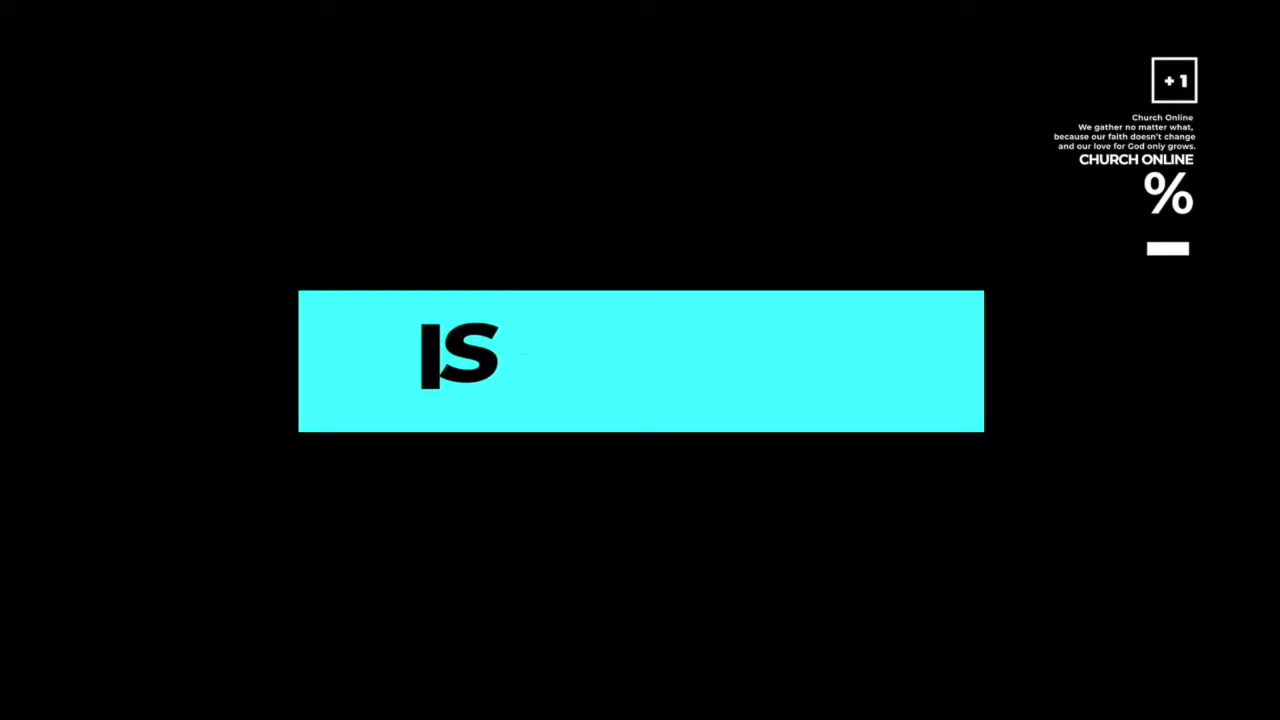 + 1
Church Online
We gather no matter what,
because our faith doesn't change
and our love for God only grows.
CHURCH ONLINE
%
IS